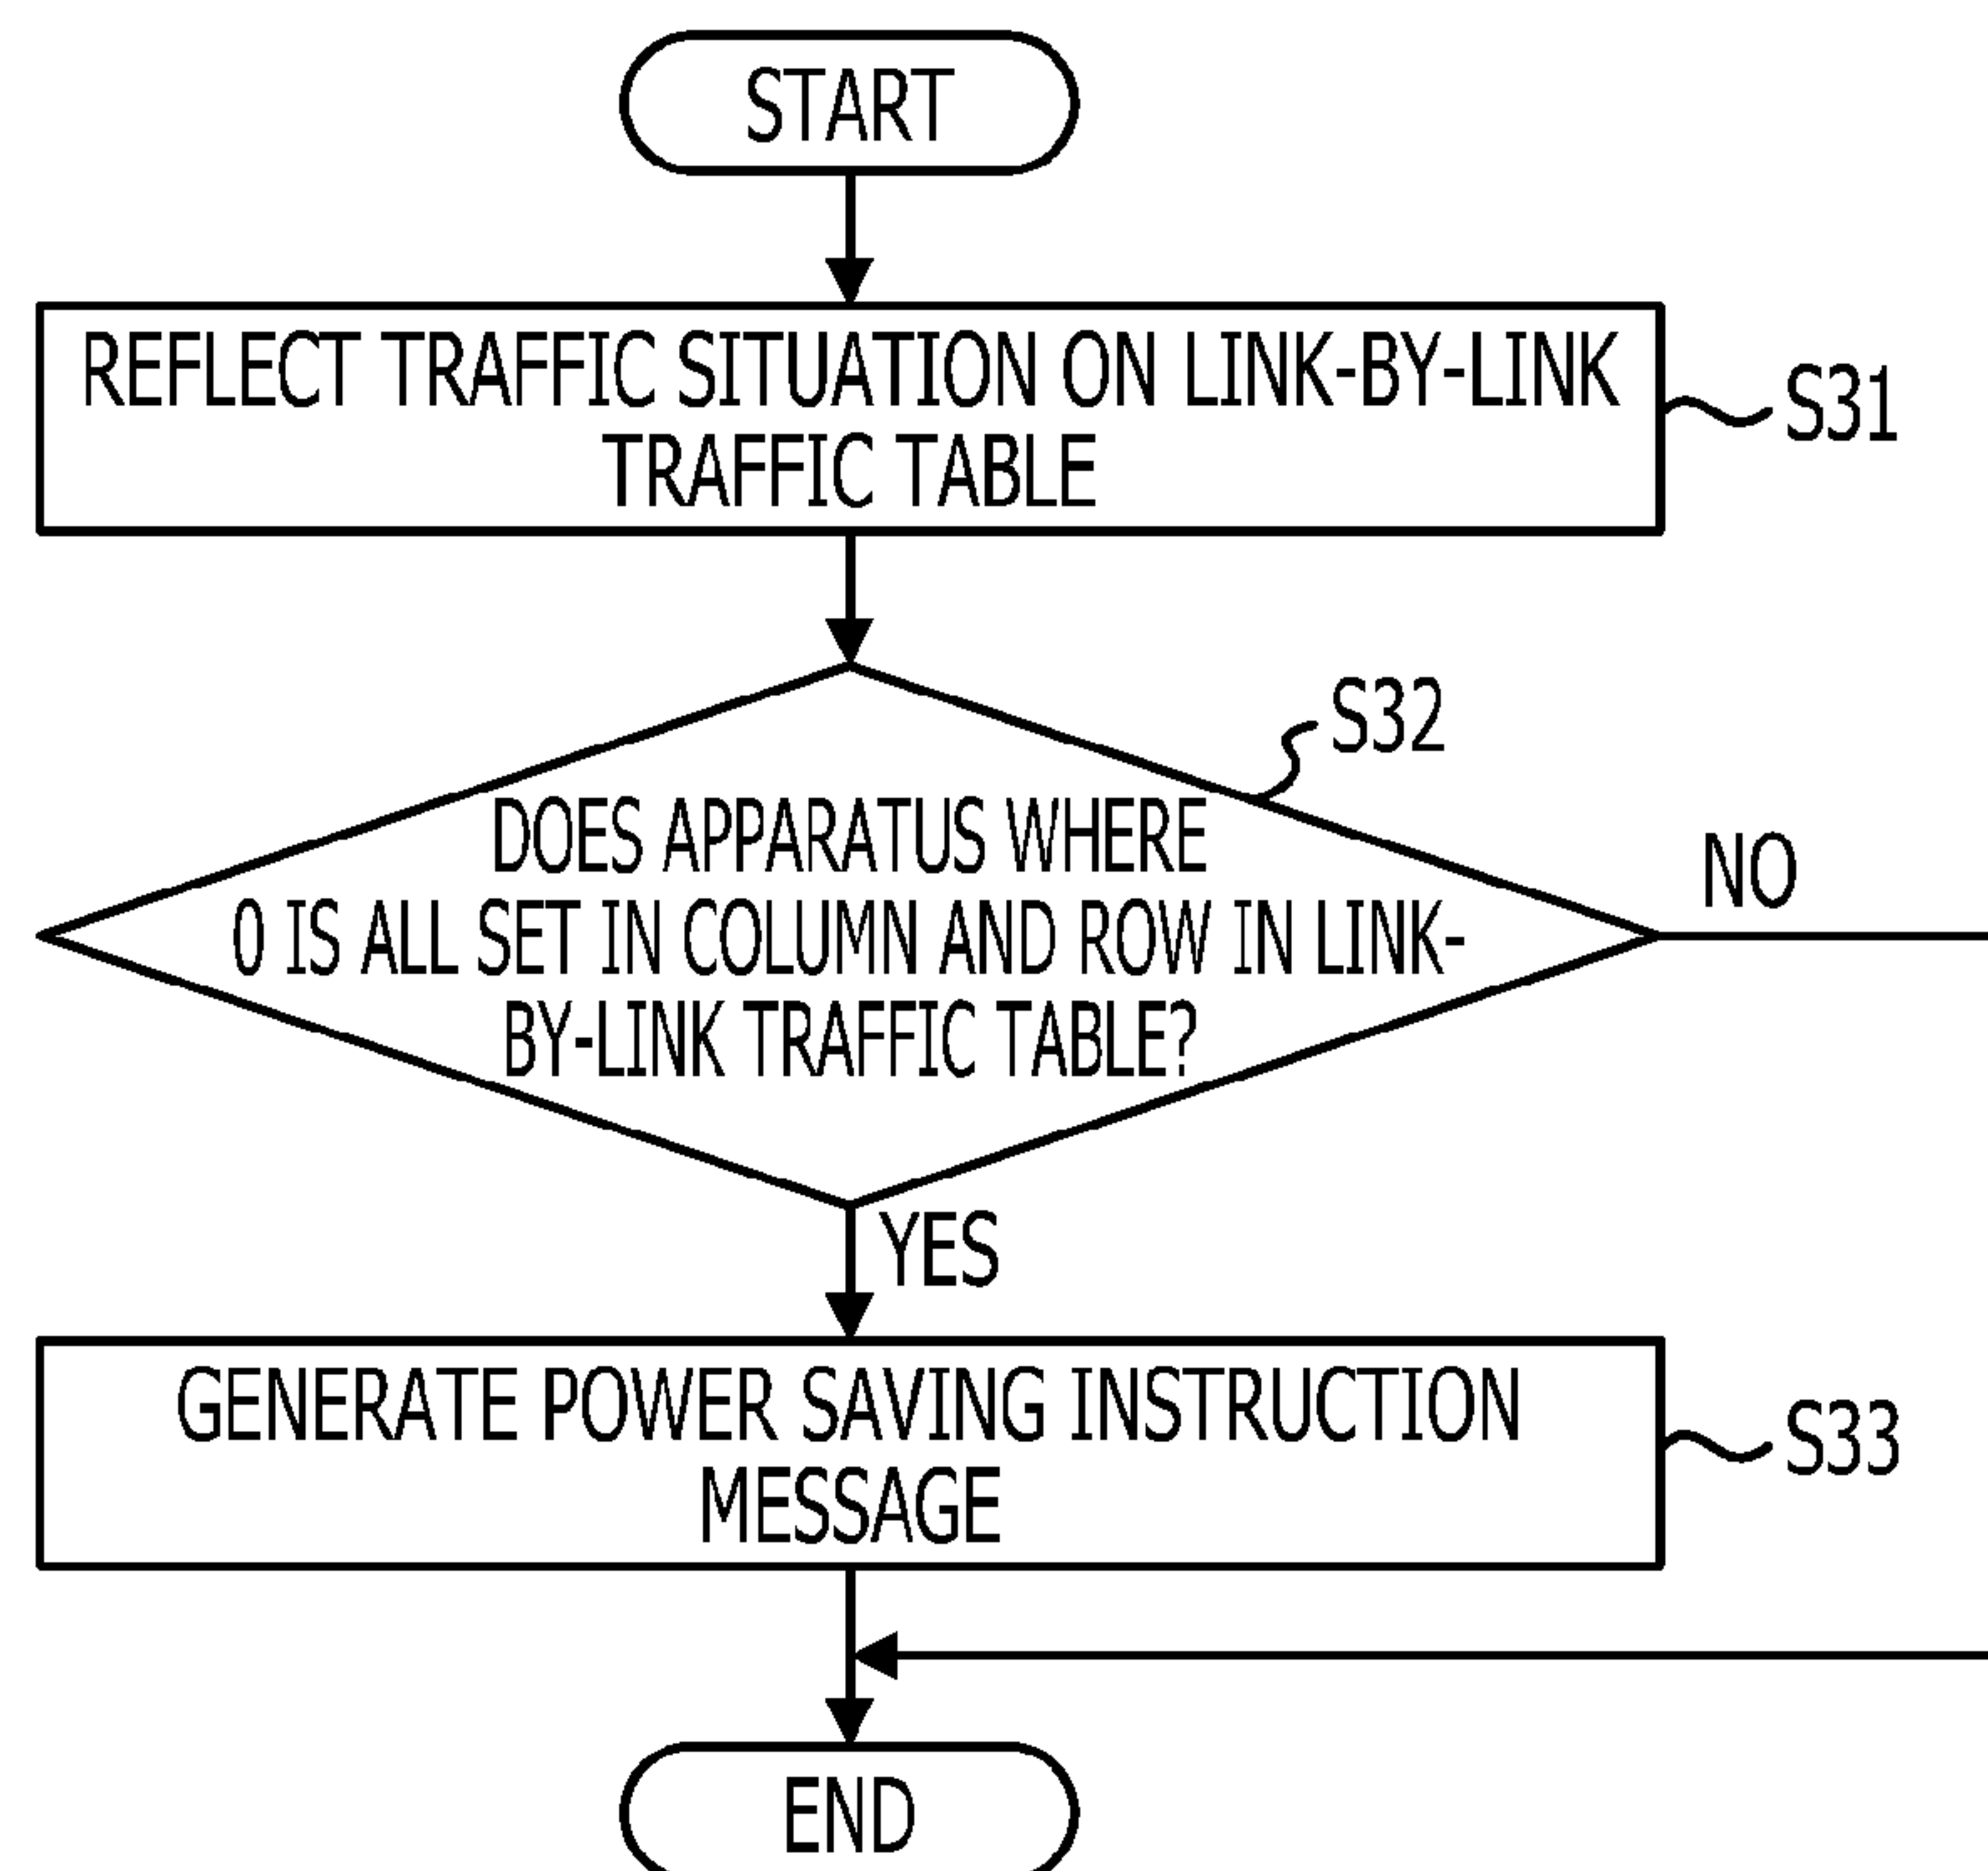 START
REFLECT TRAFFIC SITUATION ON LINK-BY-LINK
TRAFFIC TABLE
S31
S32
DOES APPARATUS WHERE
0 IS ALL SET IN COLUMN AND ROW IN LINK-
BY-LINK TRAFFIC TABLE?
NO
YES
GENERATE POWER SAVING INSTRUCTION
MESSAGE
S33
END